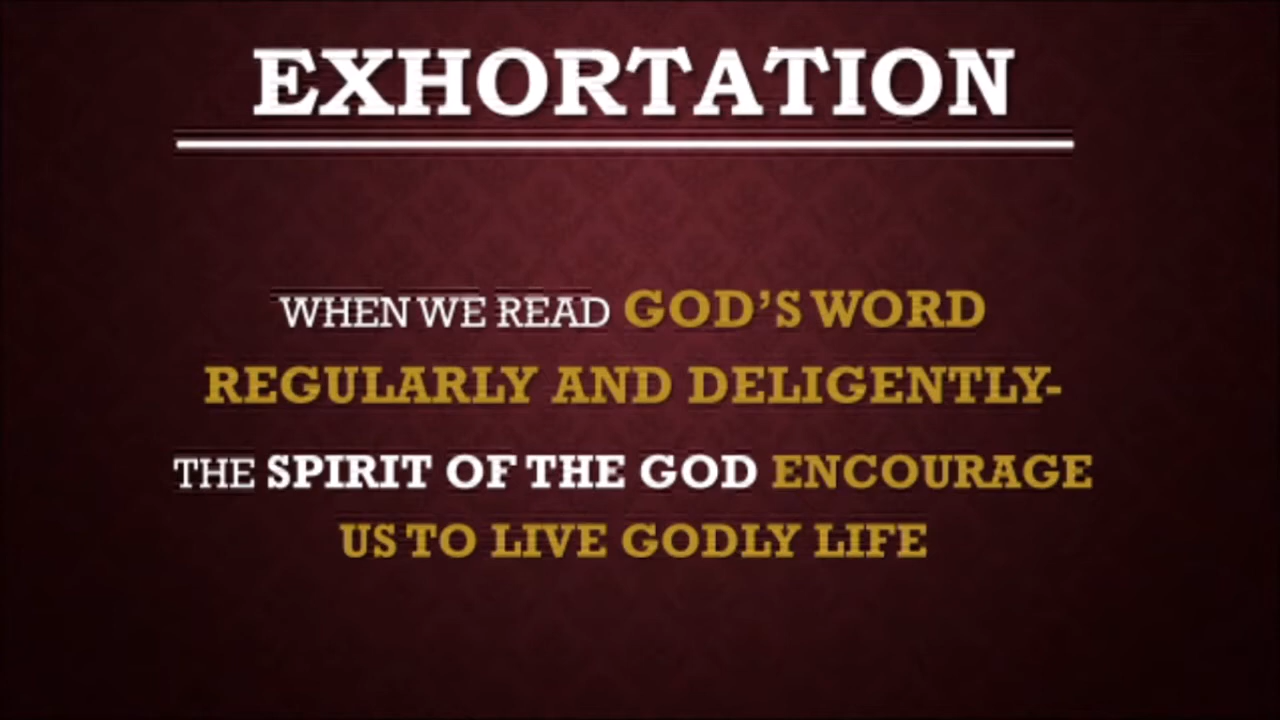 EXHORTATION
WHEN WE READ GOD'S WORD
REGULARLY AND DELIGENTLY-
THE SPIRIT OF THE GOD ENCOURAGE
US TO LIVE GODLY LIFE